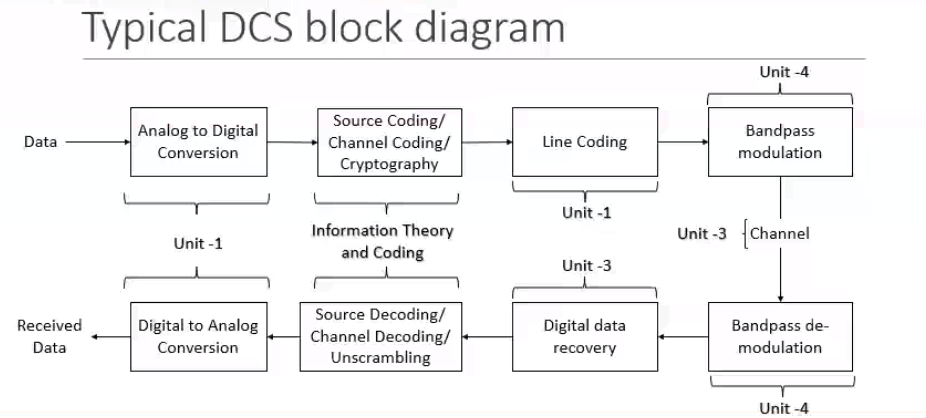 Typical DCS block diagram
Unit -4
Data
Analog to Digital
Conversion
Source Coding/
Channel Coding/
Cryptography
Line Coding
Bandpass
modulation
Unit -1
Information Theory
and Coding
Unit -1
Unit -3
Channel
Unit -3
Received
Data
Digital to Analog
Conversion
Source Decoding/
Channel Decoding/
Unscrambling
Digital data
recovery
Bandpass de-
modulation
Unit -4